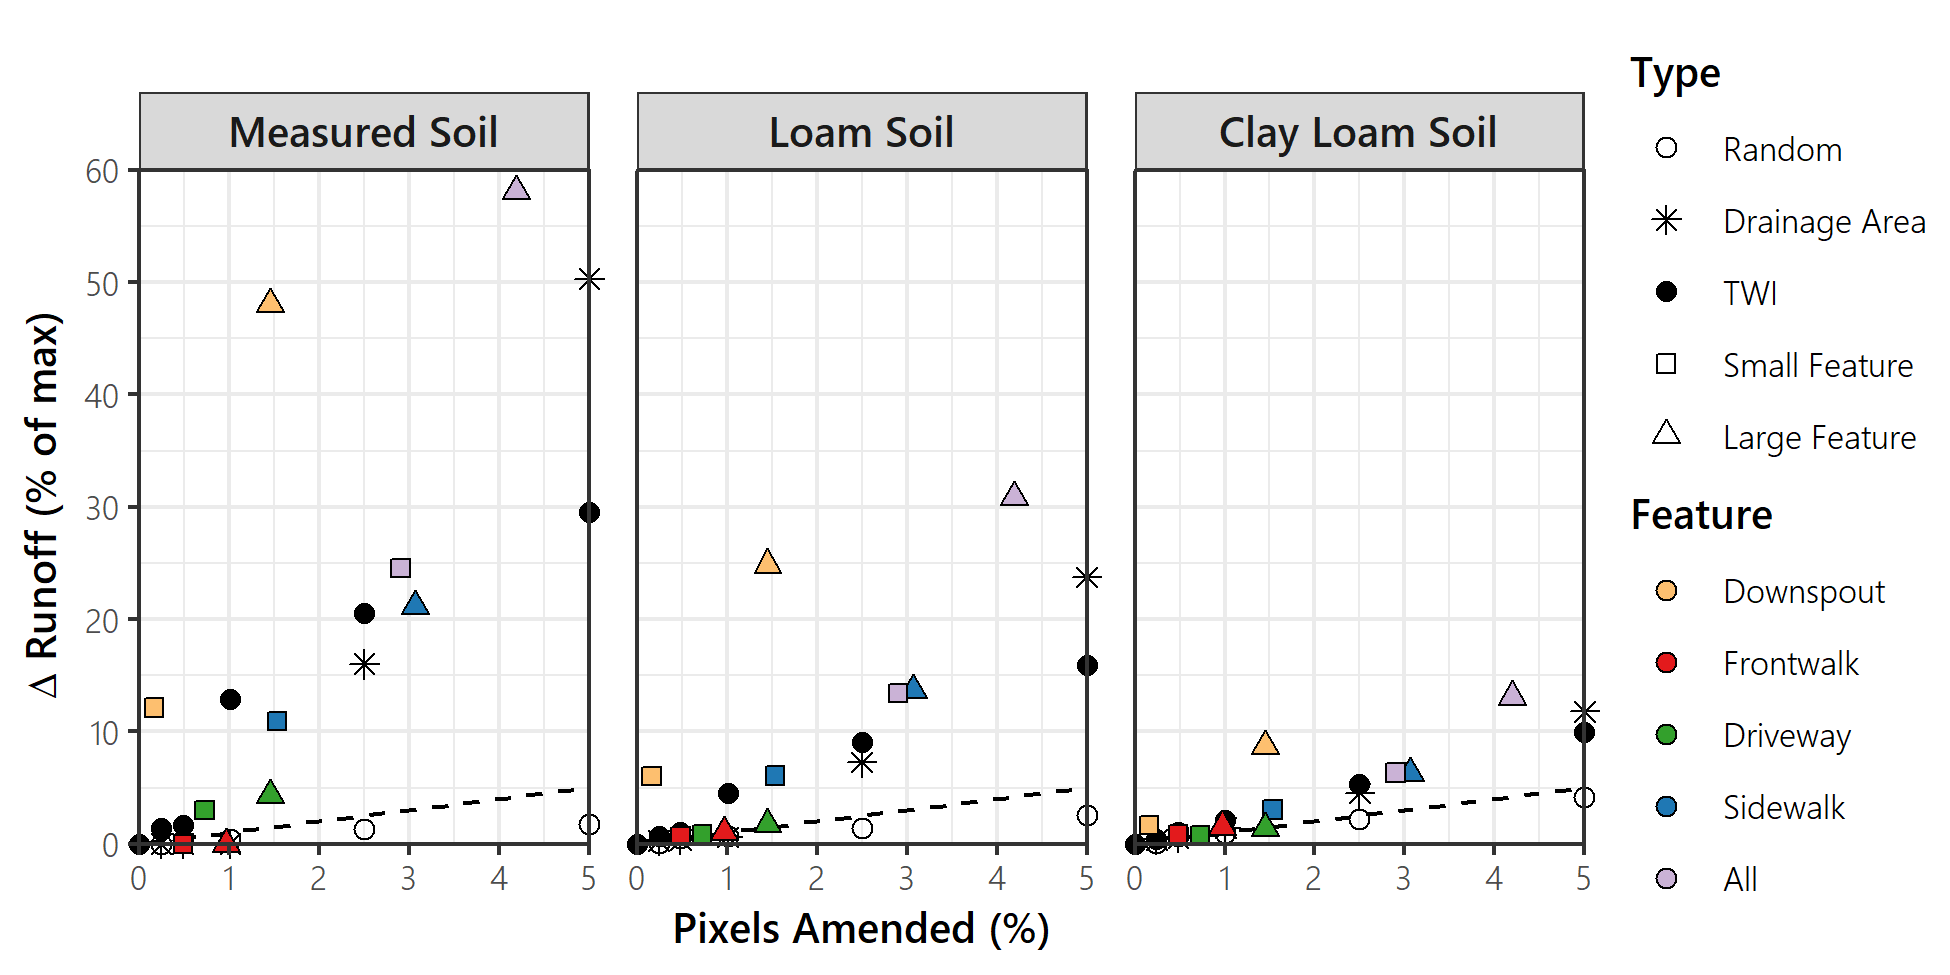 Measured Soil
Loam Soil
Clay Loam Soil
60
50
40
30
20
10
0
Δ Runoff (% of max)
0 1 2 3 4 5
0 1 2 3 4 5
0 1 2 3 4 5
Pixels Amended (%)
Type
Random
Drainage Area
TWI
Small Feature
Large Feature
Feature
Downspout
Frontwalk
Driveway
Sidewalk
All